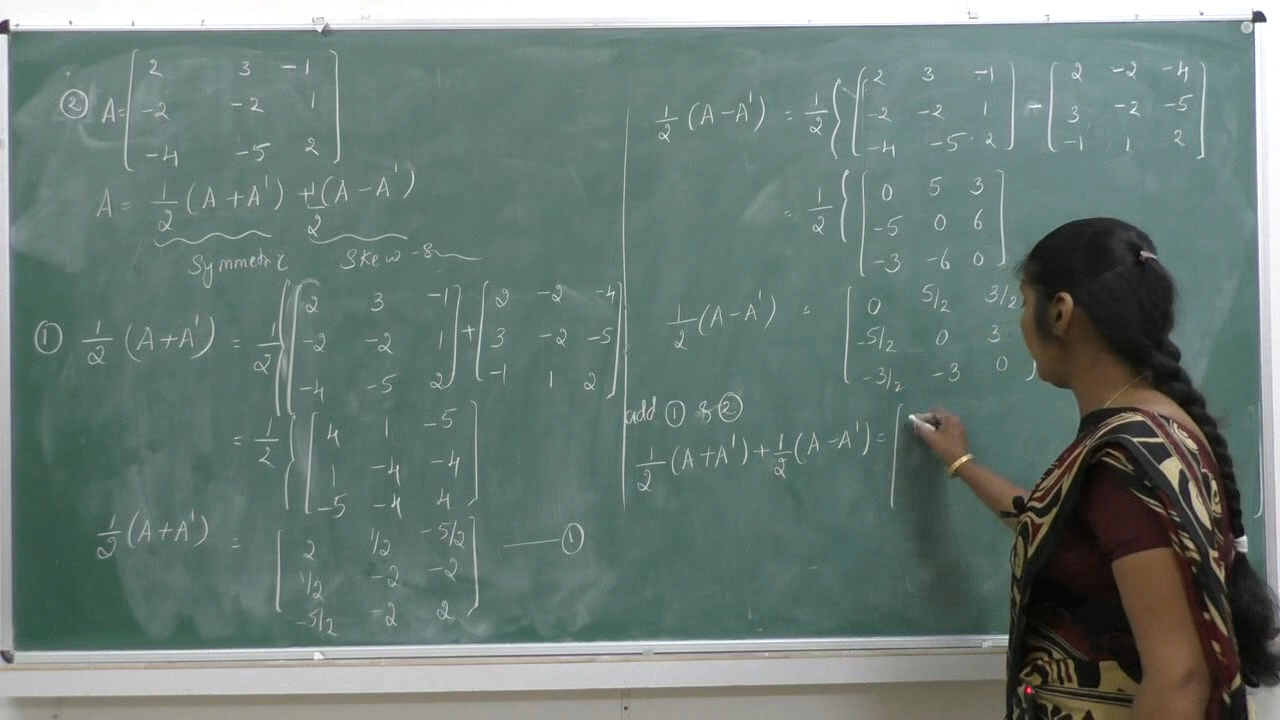 ② A= [ 2 3 -1
-2 -2 1
-4 -5 2 ]
A = 1/2 (A+A') + 1/2 (A-A')
Symmetric Skew-s
① 1/2 (A+A') = 1/2 { [ 2 3 -1 ] + [ 2 -2 -4 ]
-2 -2 1 3 -2 -5
-4 -5 2 -1 1 2
= 1/2 { [ 4 1 -5 ]
1 -4 -4
-5 -4 4
1/2 (A+A') = [ 2 1/2 -5/2 ] —— ①
1/2 -2 -2
-5/2 -2 2
1/2 (A-A') = 1/2 { [ 2 3 -1 ] - [ 2 -2 -4 ]
-2 -2 1 3 -2 -5
-4 -5 2 -1 1 2
= 1/2 { [ 0 5 3 ]
-5 0 6
-3 -6 0
1/2 (A-A') = [ 0 5/2 3/2
-5/2 0 3
-3/2 -3 0
add ① & ②
1/2 (A+A') + 1/2 (A-A') = [